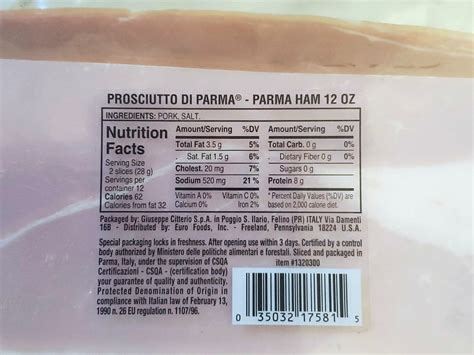 PROSCIUTTO DI PARMA® - PARMA HAM 12 OZ
INGREDIENTS: PORK, SALT.
Nutrition Facts
Serving Size
2 slices (28 g)
Servings per
container 12
Calories 62
Calories from fat 32
Amount/Serving %DV Amount/Serving %DV
Total Fat 3.5 g 5% Total Carb. 0 g 0%
Sat. Fat 1.5 g 6% Dietary Fiber 0 g 0%
Cholest. 20 mg 7% Sugars 0 g
Sodium 520 mg 21 % Protein 8 g
Vitamin A 0% Vitamin C 0% * Percent Daily Values (%DV) are
Calcium 0% Iron 2% based on 2,000 calorie diet.
Packaged by: Giuseppe Citterio S.p.A. in Poggio S. Ilario, Felino (PR) ITALY Via Damenti
16B - Distributed by: Euro Foods, Inc. - Freeland, Pennsylvania 18224 U.S.A.
Special packaging locks in freshness. After opening use within 3 days. Certified by a control
body authorized by Ministero delle politiche alimentari e forestali. Sliced and packaged in
Parma, Italy, under the supervision of CSQA item #1320300
Certificazioni - CSQA - (certification body)
your guarantee of quality and authenticity.
Protected Denomination of Origin in
compliance with Italian law of February 13,
1990 n. 26 EU regulation n. 1107/96.
0 35032 17581 5